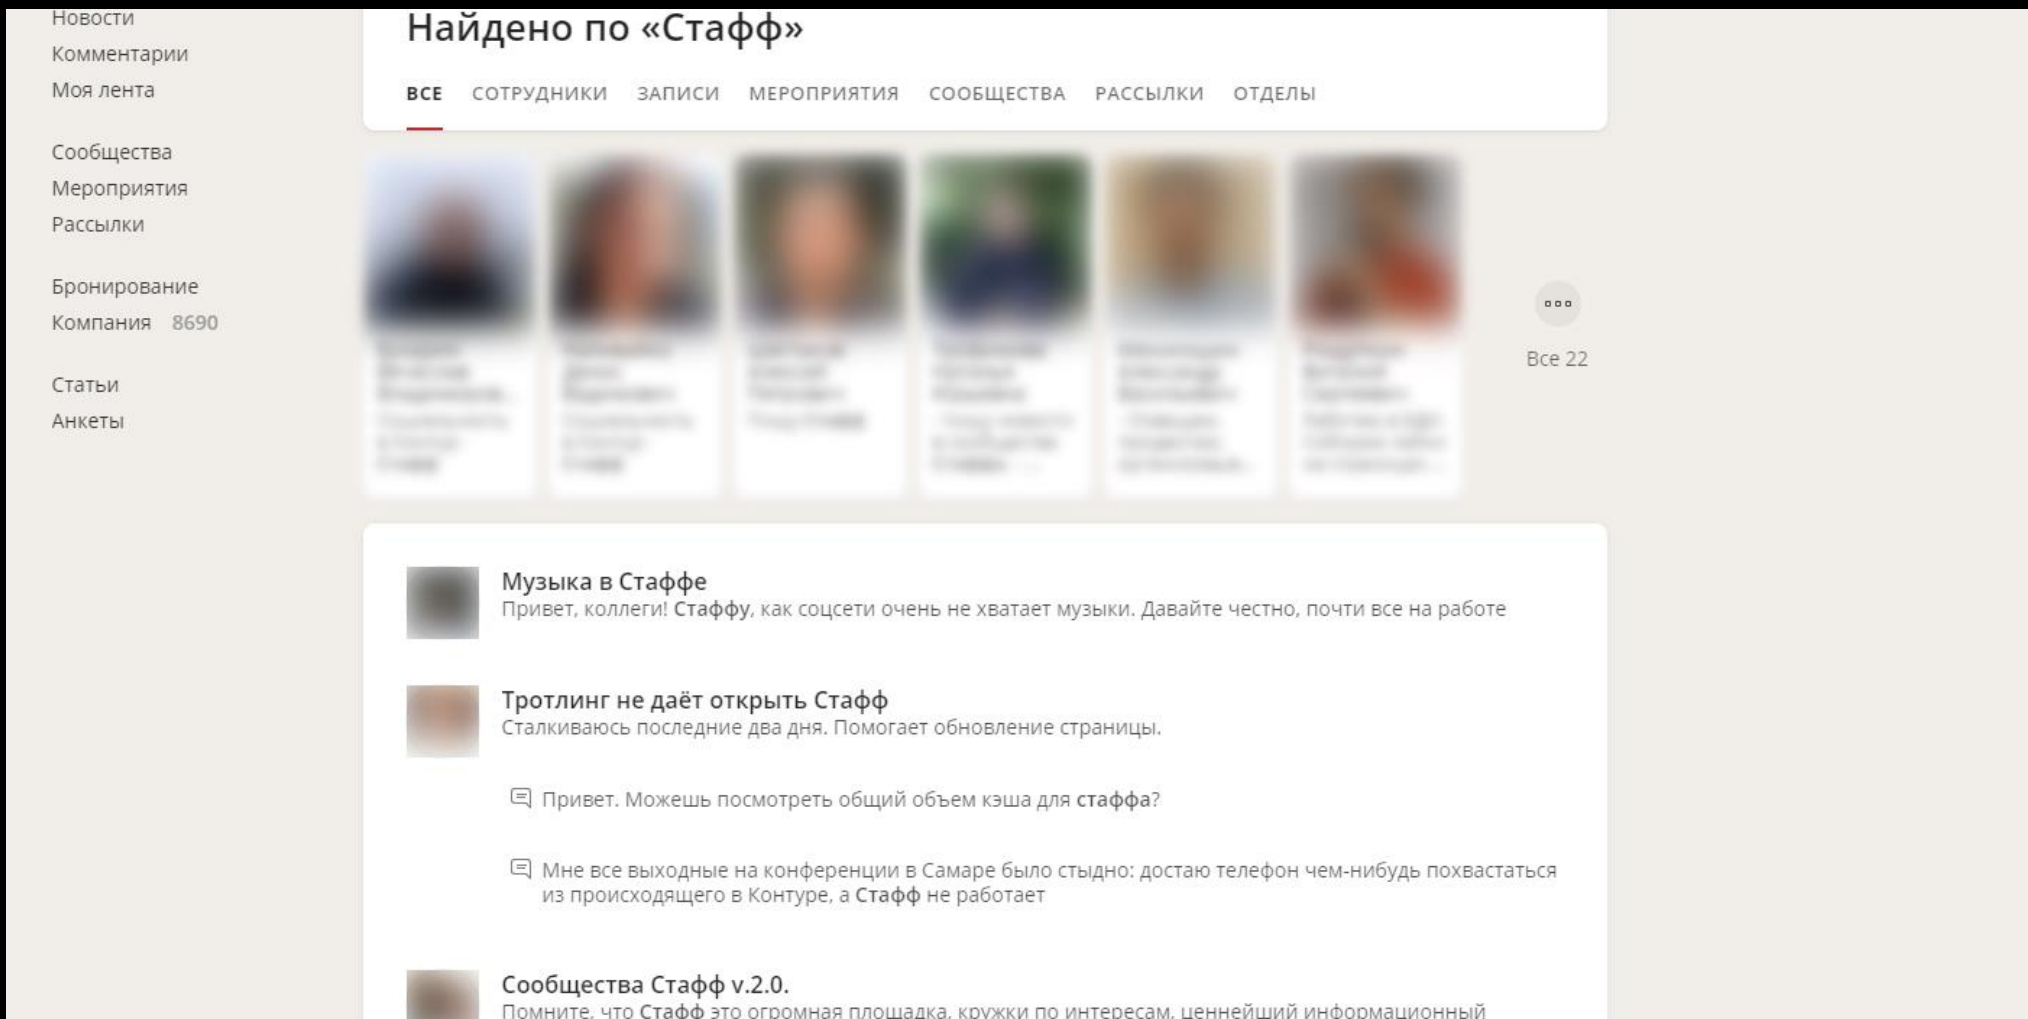 Новости
Комментарии
Моя лента
Сообщества
Мероприятия
Рассылки
Бронирование
Компания 8690
Статьи
Анкеты
Найдено по «Стафф»
ВСЕ СОТРУДНИКИ ЗАПИСИ МЕРОПРИЯТИЯ СООБЩЕСТВА РАССЫЛКИ ОТДЕЛЫ
Все 22
Музыка в Стаффе
Привет, коллеги! Стаффу, как соцсети очень не хватает музыки. Давайте честно, почти все на работе
Тротлинг не даёт открыть Стафф
Сталкиваюсь последние два дня. Помогает обновление страницы.
Привет. Можешь посмотреть общий объем кэша для стаффа?
Мне все выходные на конференции в Самаре было стыдно: достаю телефон чем-нибудь похвастаться
из происходящего в Контуре, а Стафф не работает
Сообщества Стафф v.2.0.
Помните, что Стафф это огромная площадка, кружки по интересам, ценнейший информационный